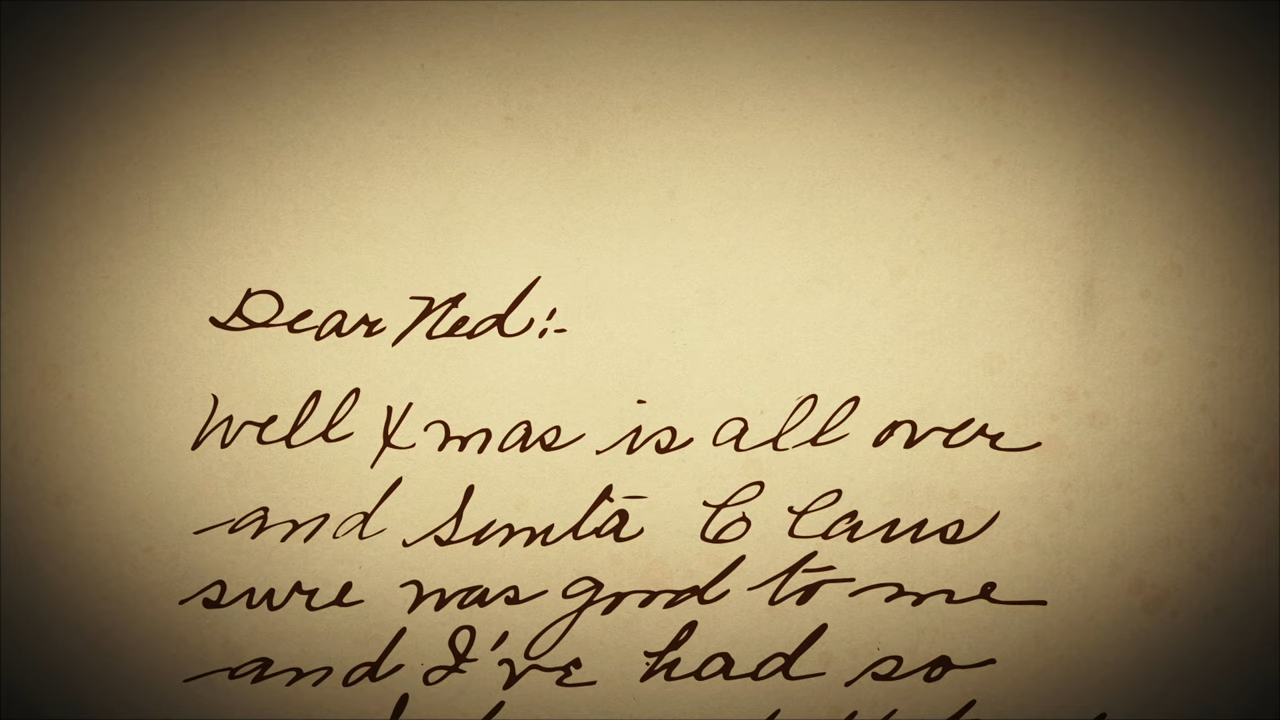 Dear Ned:-
Well Xmas is all over
and Santa Claus
sure was good to me
and I've had so